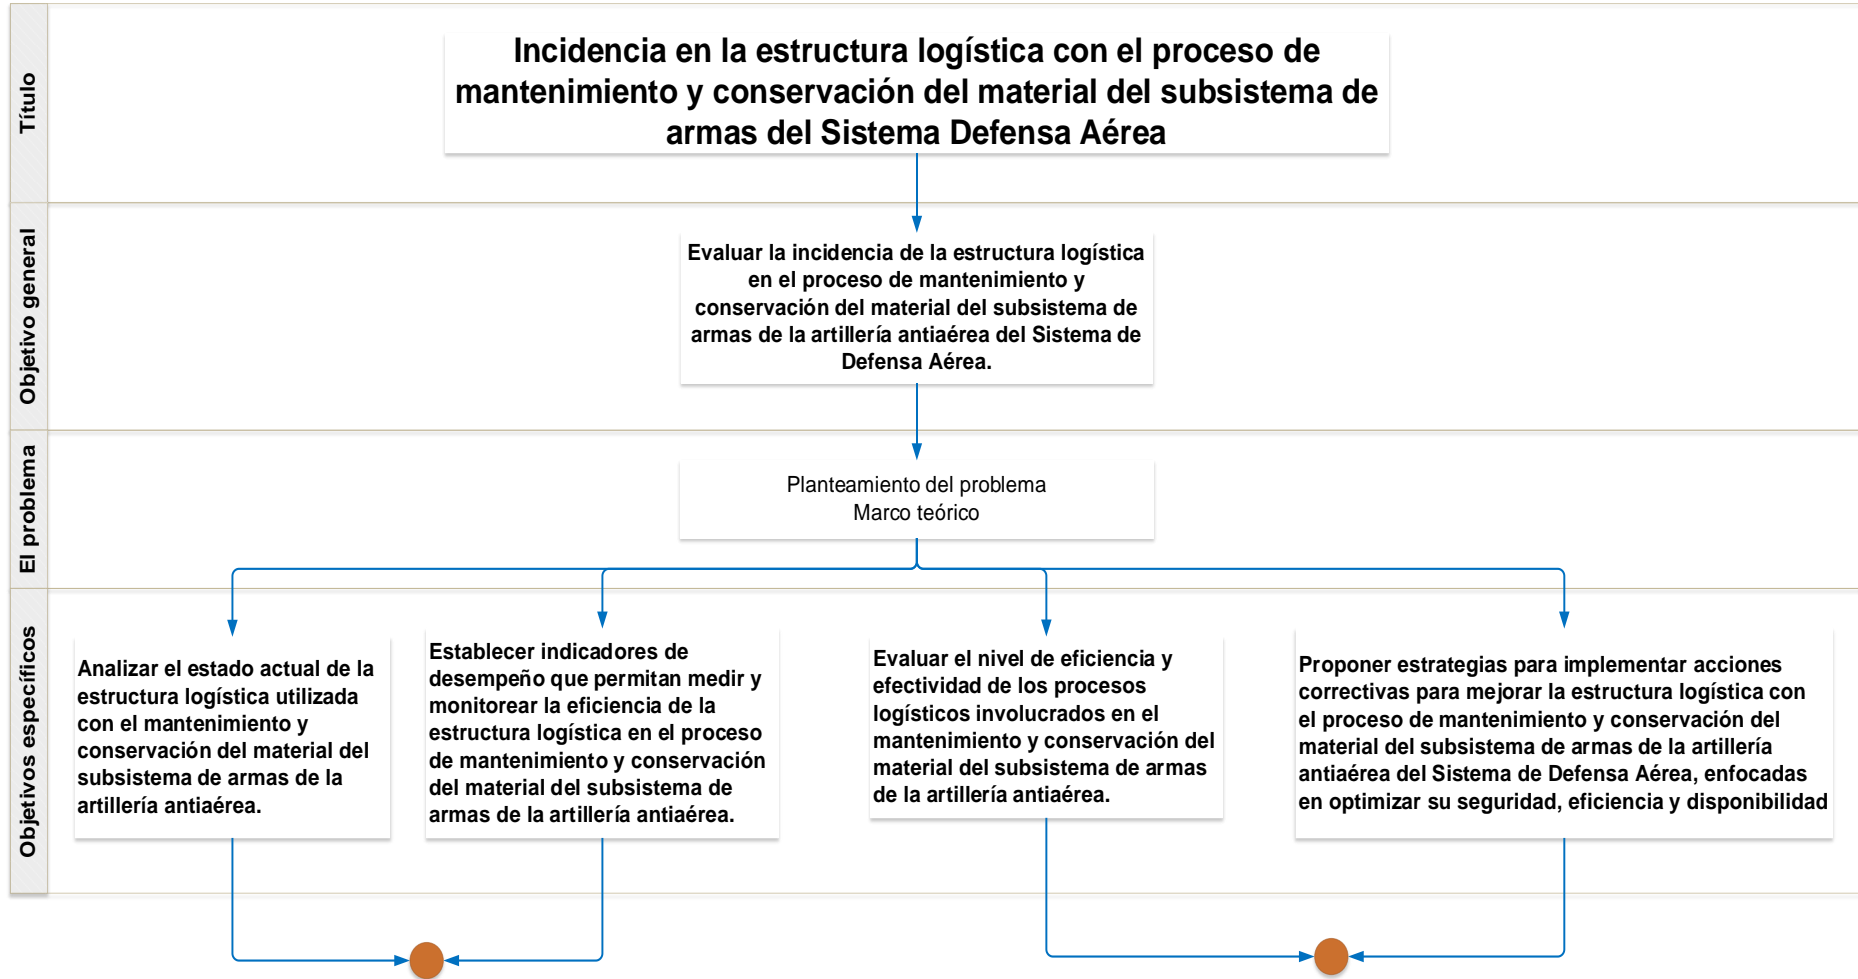 Título
Incidencia en la estructura logística con el proceso de
mantenimiento y conservación del material del subsistema de
armas del Sistema Defensa Aérea
Objetivo general
Evaluar la incidencia de la estructura logística
en el proceso de mantenimiento y
conservación del material del subsistema de
armas de la artillería antiaérea del Sistema de
Defensa Aérea.
El problema
Planteamiento del problema
Marco teórico
Objetivos específicos
Analizar el estado actual de la
estructura logística utilizada
con el mantenimiento y
conservación del material del
subsistema de armas de la
artillería antiaérea.
Establecer indicadores de
desempeño que permitan medir y
monitorear la eficiencia de la
estructura logística en el proceso
de mantenimiento y conservación
del material del subsistema de
armas de la artillería antiaérea.
Evaluar el nivel de eficiencia y
efectividad de los procesos
logísticos involucrados en el
mantenimiento y conservación del
material del subsistema de armas
de la artillería antiaérea.
Proponer estrategias para implementar acciones
correctivas para mejorar la estructura logística con
el proceso de mantenimiento y conservación del
material del subsistema de armas de la artillería
antiaérea del Sistema de Defensa Aérea, enfocadas
en optimizar su seguridad, eficiencia y disponibilidad